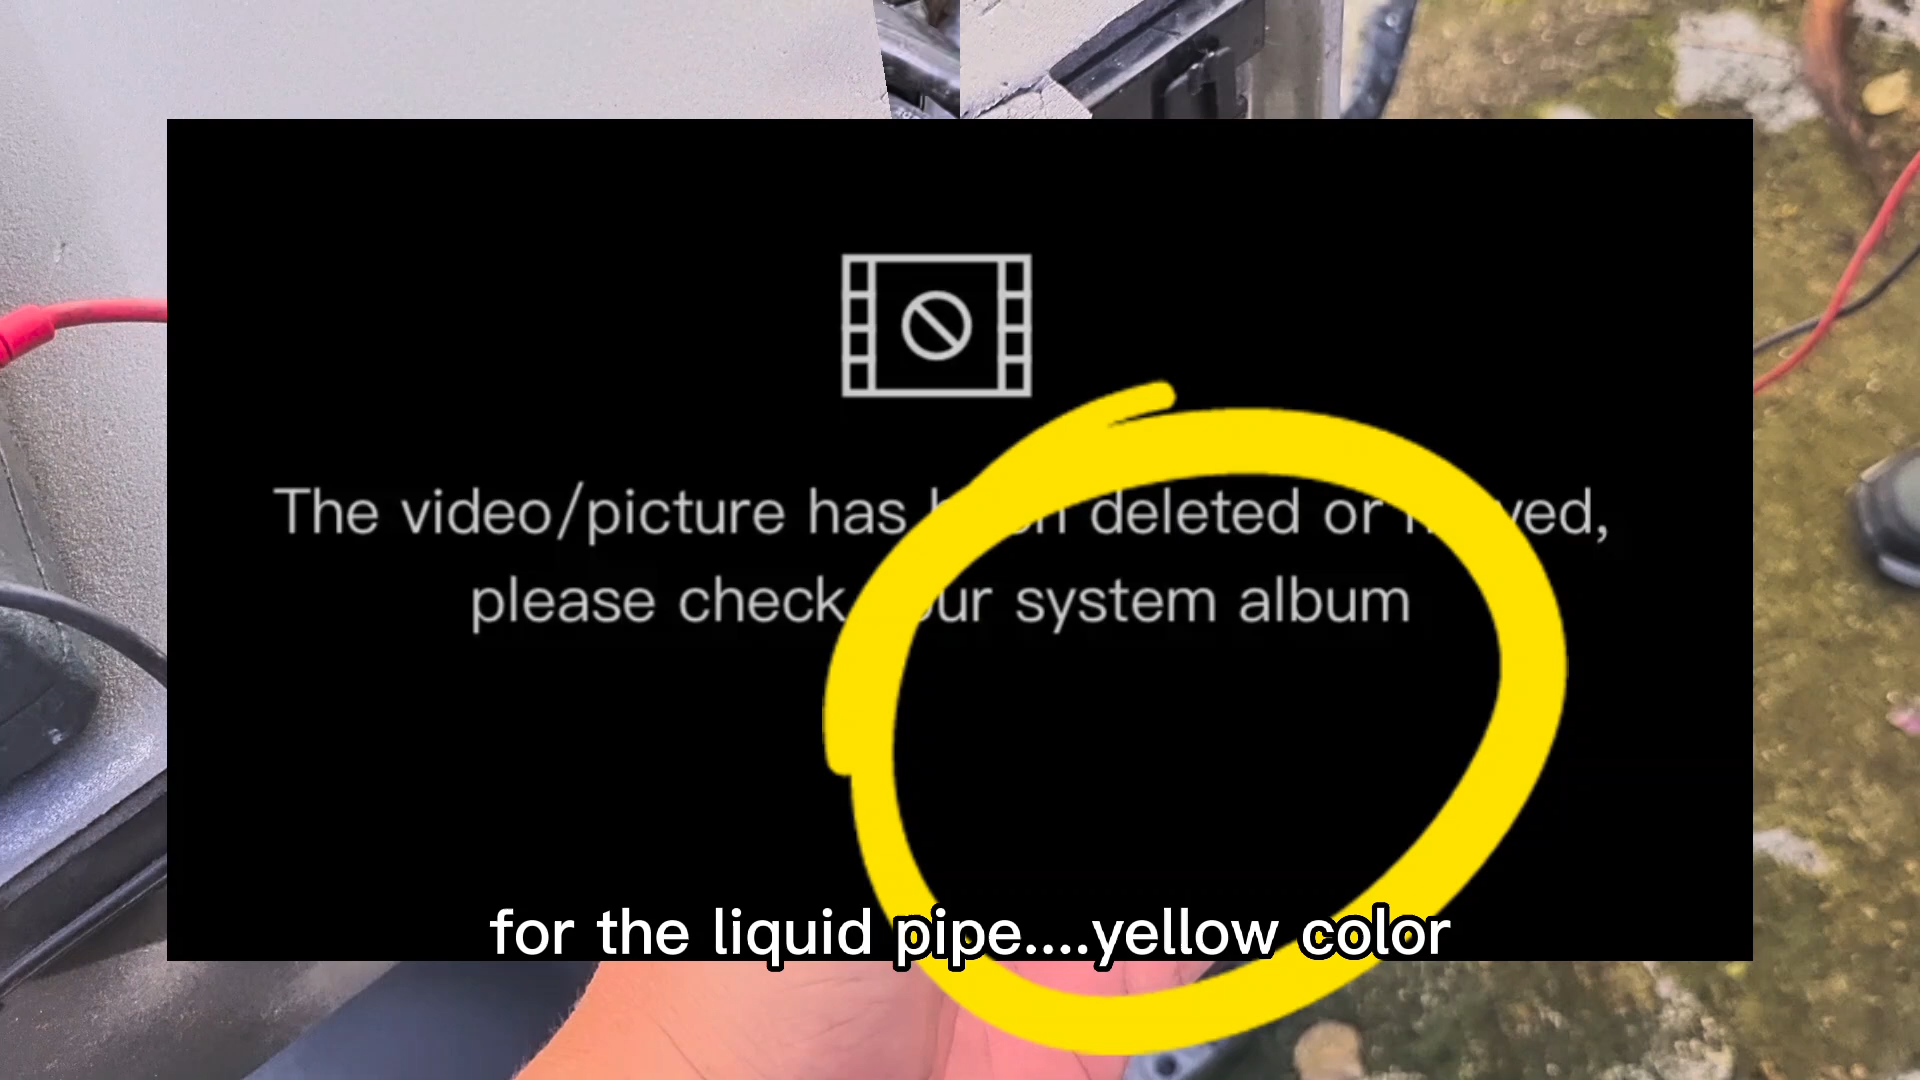 The video/picture has deleted or
please check system album
for the liquid pipe....yellow color